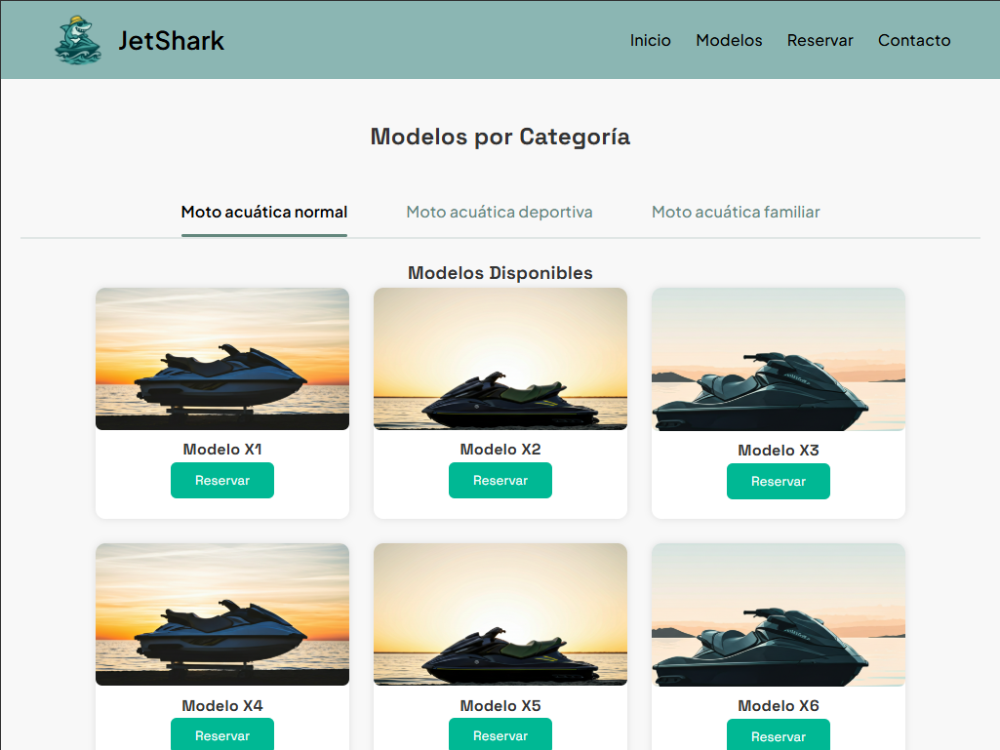 JetShark
Inicio Modelos Reservar Contacto
Modelos por Categoría
Moto acuática normal Moto acuática deportiva Moto acuática familiar
Modelos Disponibles
Modelo X1 Modelo X2 Modelo X3
Reservar Reservar Reservar
Modelo X4 Modelo X5 Modelo X6
Reservar Reservar Reservar